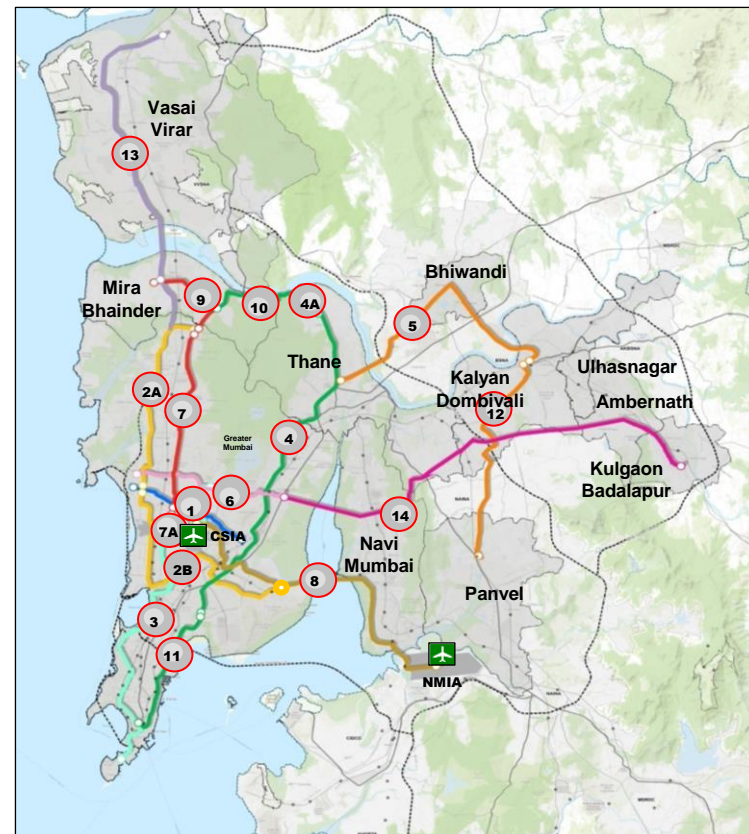 Vasai
Virar
13
Mira
Bhainder
9
10
4A
Bhiwandi
5
Thane
Kalyan
Dombivali
12
Ulhasnagar
Ambernath
2A
7
4
Greater
Mumbai
Kulgaon
Badalapur
6
1
14
7A
CSIA
Navi
Mumbai
2B
8
Panvel
3
11
NMIA